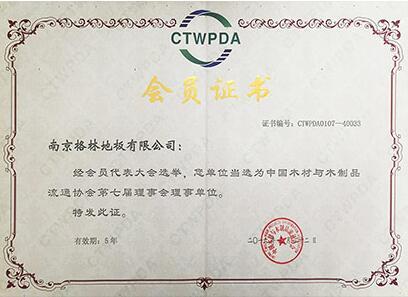 CTWPDA
会员证书
证书编号：CTWPDA0107—40033
南京格林地板有限公司：
经会员代表大会选举，您单位当选为中国木材与木制品
流通协会第七届理事会理事单位。
特发此证。
有效期：5年